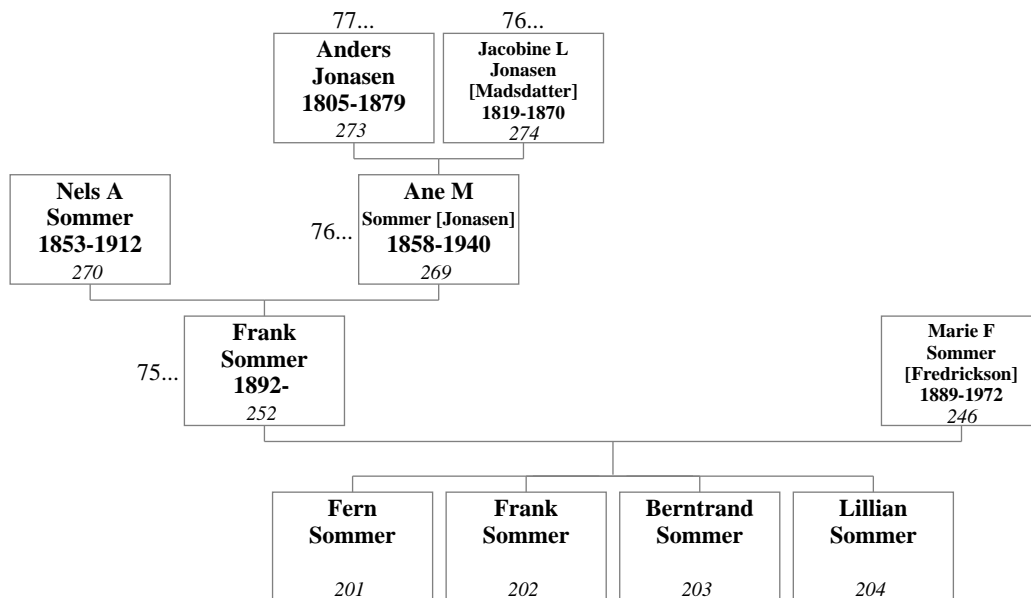 77...
Anders
Jonasen
1805-1879
273
76...
Jacobine L
Jonasen
[Madsdatter]
1819-1870
274
Nels A
Sommer
1853-1912
270
76...
Ane M
Sommer [Jonasen]
1858-1940
269
75...
Frank
Sommer
1892-
252
Marie F
Sommer
[Fredrickson]
1889-1972
246
Fern
Sommer
201
Frank
Sommer
202
Berntrand
Sommer
203
Lillian
Sommer
204